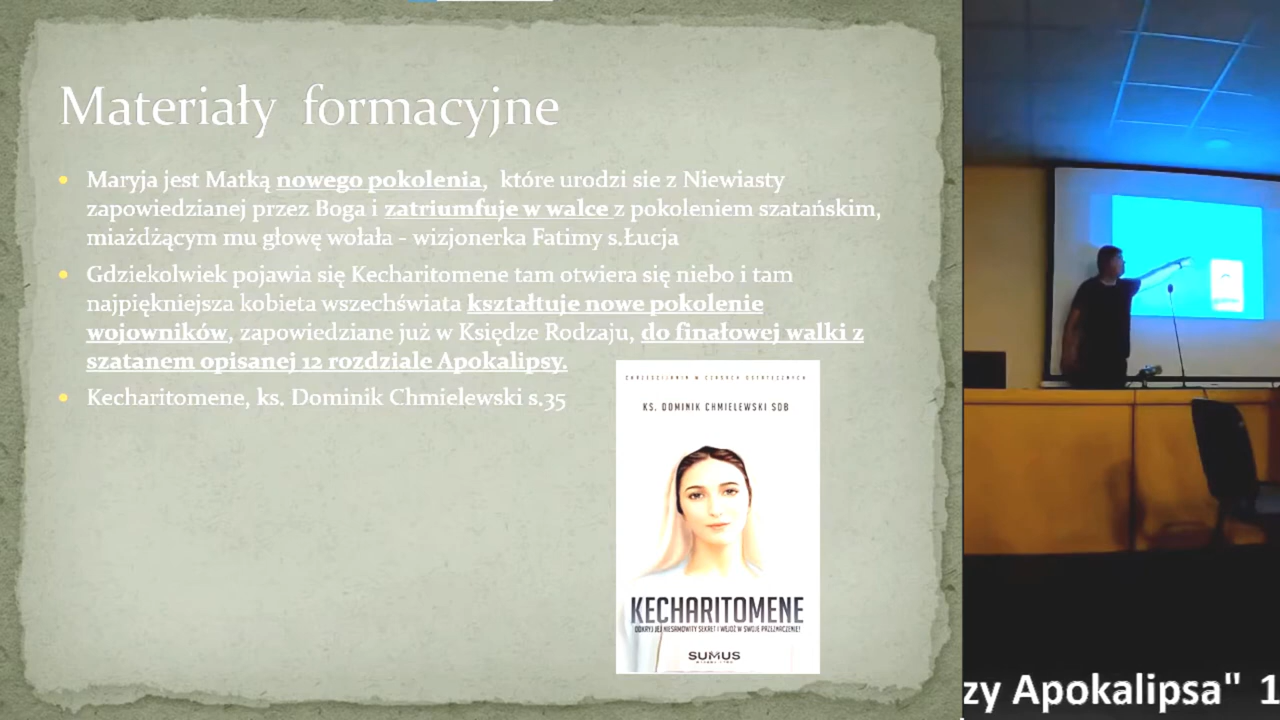 Materiały formacyjne
Maryja jest Matką nowego pokolenia, które urodzi sie z Niewiasty
zapowiedzianej przez Boga i zatriumfuje w walce z pokoleniem szatańskim,
miażdżącym mu głowę wołała - wizjonerka Fatimy s.Łucja
Gdziekolwiek pojawia się Kecharitomene tam otwiera się niebo i tam
najpiękniejsza kobieta wszechświata kształtuje nowe pokolenie
wojowników, zapowiedziane już w Księdze Rodzaju, do finałowej walki z
szatanem opisanej 12 rozdziale Apokalipsy.
Kecharitomene, ks. Dominik Chmielewski s.35
CHRZEŚCIJANIN W CZASACH OSTATECZNYCH
KS. DOMINIK CHMIELEWSKI SDB
KECHARITOMENE
ODKRYJ JEJ NIESAMOWITY SEKRET I WEJDŹ W SWOJE PRZEZNACZENIE!
SUMUS
zy Apokalipsa" 1